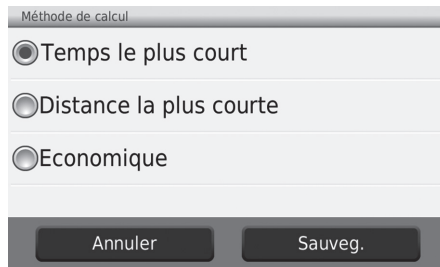 Méthode de calcul
Temps le plus court
Distance la plus courte
Economique
Annuler
Sauveg.